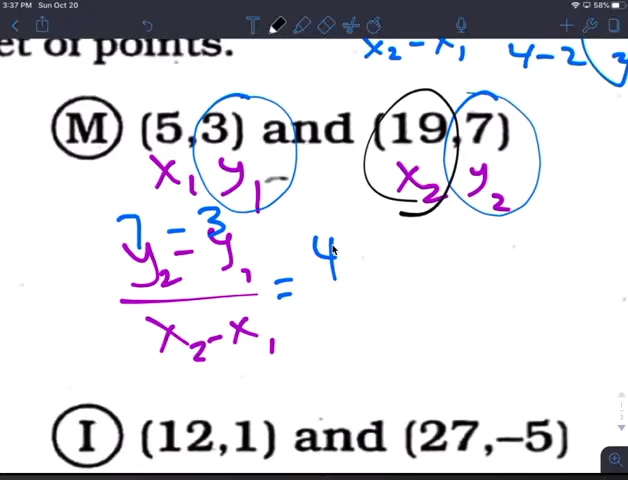 3:37 PM Sun Oct 20 58%
et of points.
x₂-x₁ 4-2
M (5,3) and (19,7)
x₁ y₁ x₂ y₂
7 - 3
y₂ - y₁ = 4
x₂-x₁
I (12,1) and (27,-5)